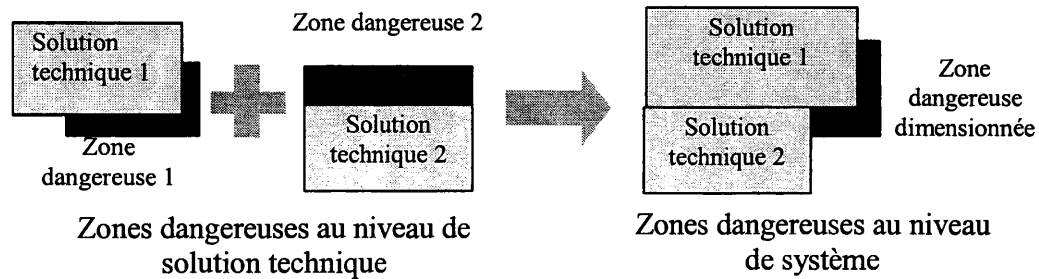 Zone dangereuse 2
Solution
technique 1
Zone
dangereuse 1
Solution
technique 2
Zones dangereuses au niveau de
solution technique
Solution
technique 1
Solution
technique 2
Zone
dangereuse
dimensionnée
Zones dangereuses au niveau
de système